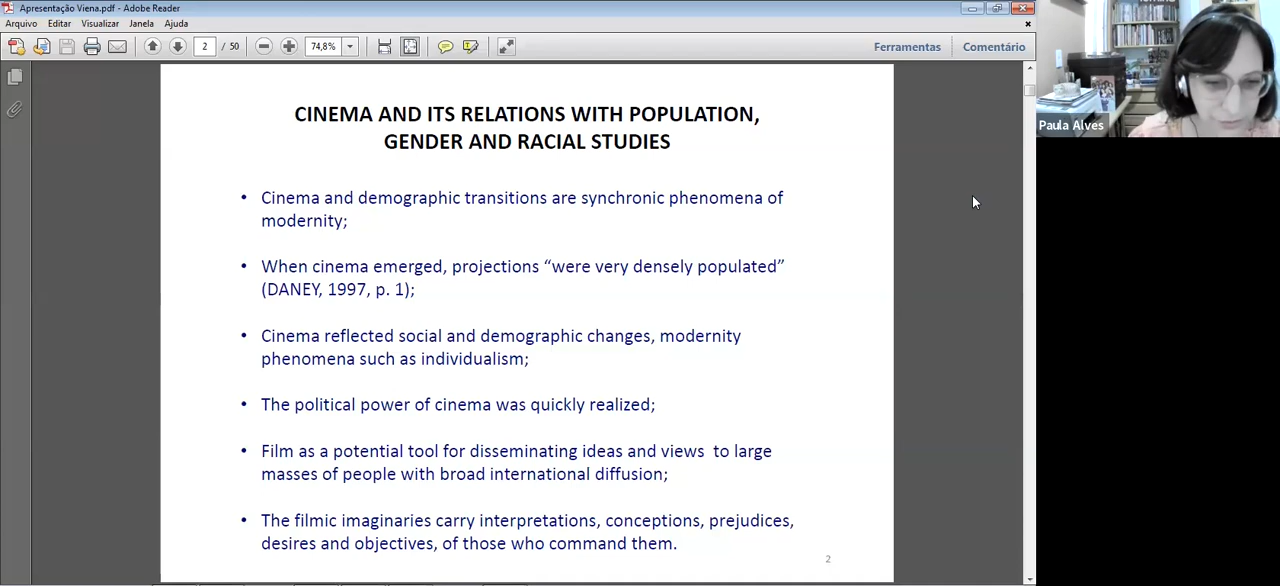 Apresentação Viena.pdf - Adobe Reader
Arquivo Editar Visualizar Janela Ajuda
2 / 50 74,8% Ferramentas Comentário
Paula Alves
CINEMA AND ITS RELATIONS WITH POPULATION,
GENDER AND RACIAL STUDIES
• Cinema and demographic transitions are synchronic phenomena of
modernity;
• When cinema emerged, projections “were very densely populated”
(DANEY, 1997, p. 1);
• Cinema reflected social and demographic changes, modernity
phenomena such as individualism;
• The political power of cinema was quickly realized;
• Film as a potential tool for disseminating ideas and views to large
masses of people with broad international diffusion;
• The filmic imaginaries carry interpretations, conceptions, prejudices,
desires and objectives, of those who command them.
2